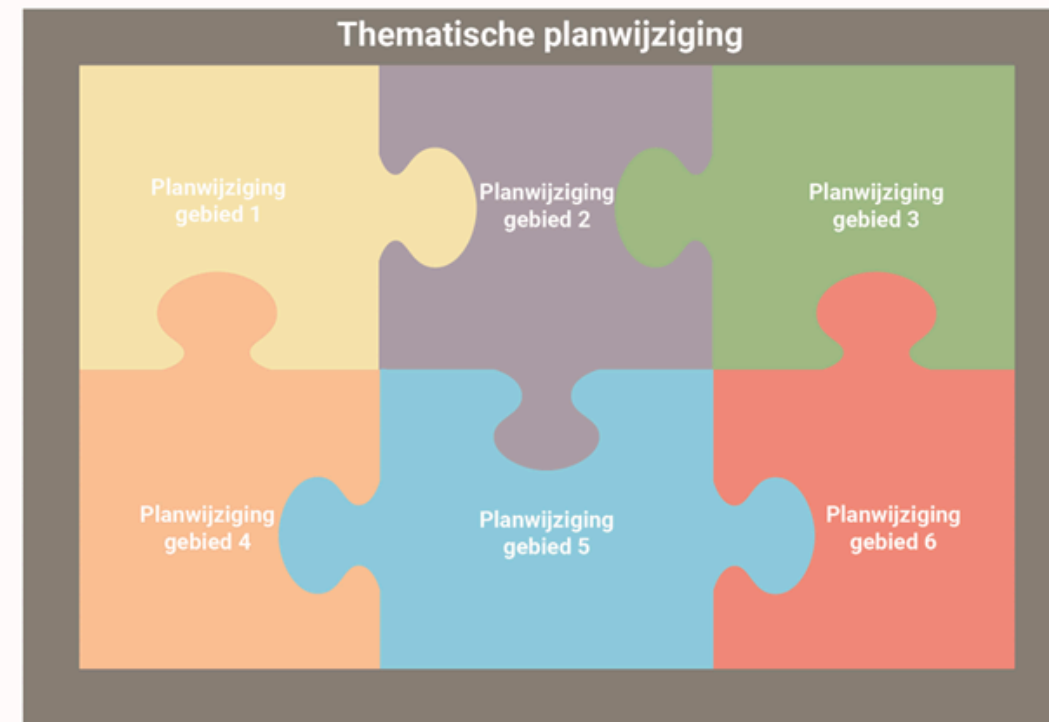 Thematische planwijziging
Planwijziging
gebied 1
Planwijziging
gebied 2
Planwijziging
gebied 3
Planwijziging
gebied 4
Planwijziging
gebied 5
Planwijziging
gebied 6